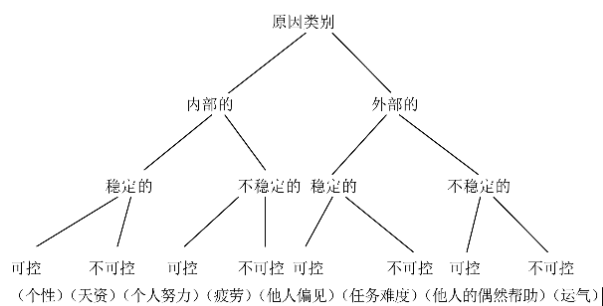 原因类别
内部的 外部的
稳定的 不稳定的 稳定的 不稳定的
可控 不可控 可控 不可控 可控 不可控 可控 不可控
（个性）（天资）（个人努力）（疲劳）（他人偏见）（任务难度）（他人的偶然帮助）（运气）